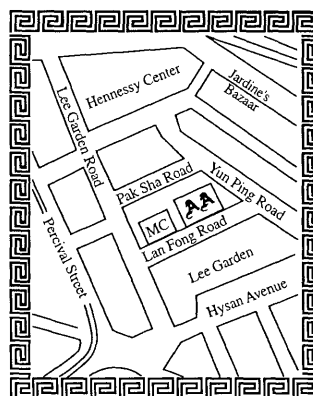 Hennessy Center
Jardine's
Bazaar
Lee Garden Road
Pak Sha Road
Yun Ping Road
AA
MC
Lan Fong Road
Percival Street
Lee Garden
Hysan Avenue